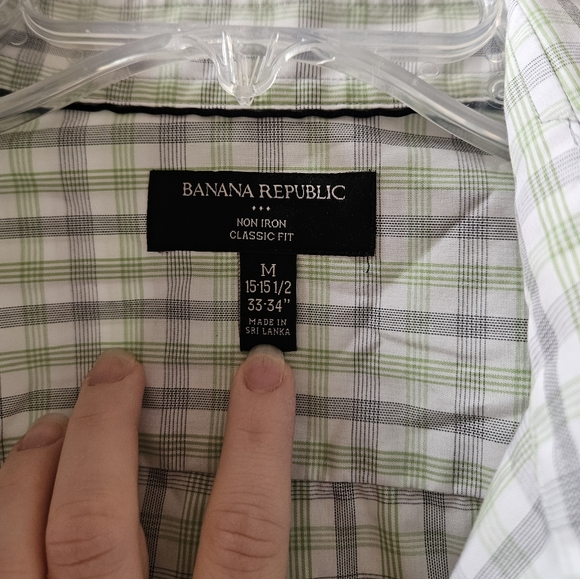 BANANA REPUBLIC
NON IRON
CLASSIC FIT
M
15-15 1/2
33-34"
MADE IN
SRI LANKA